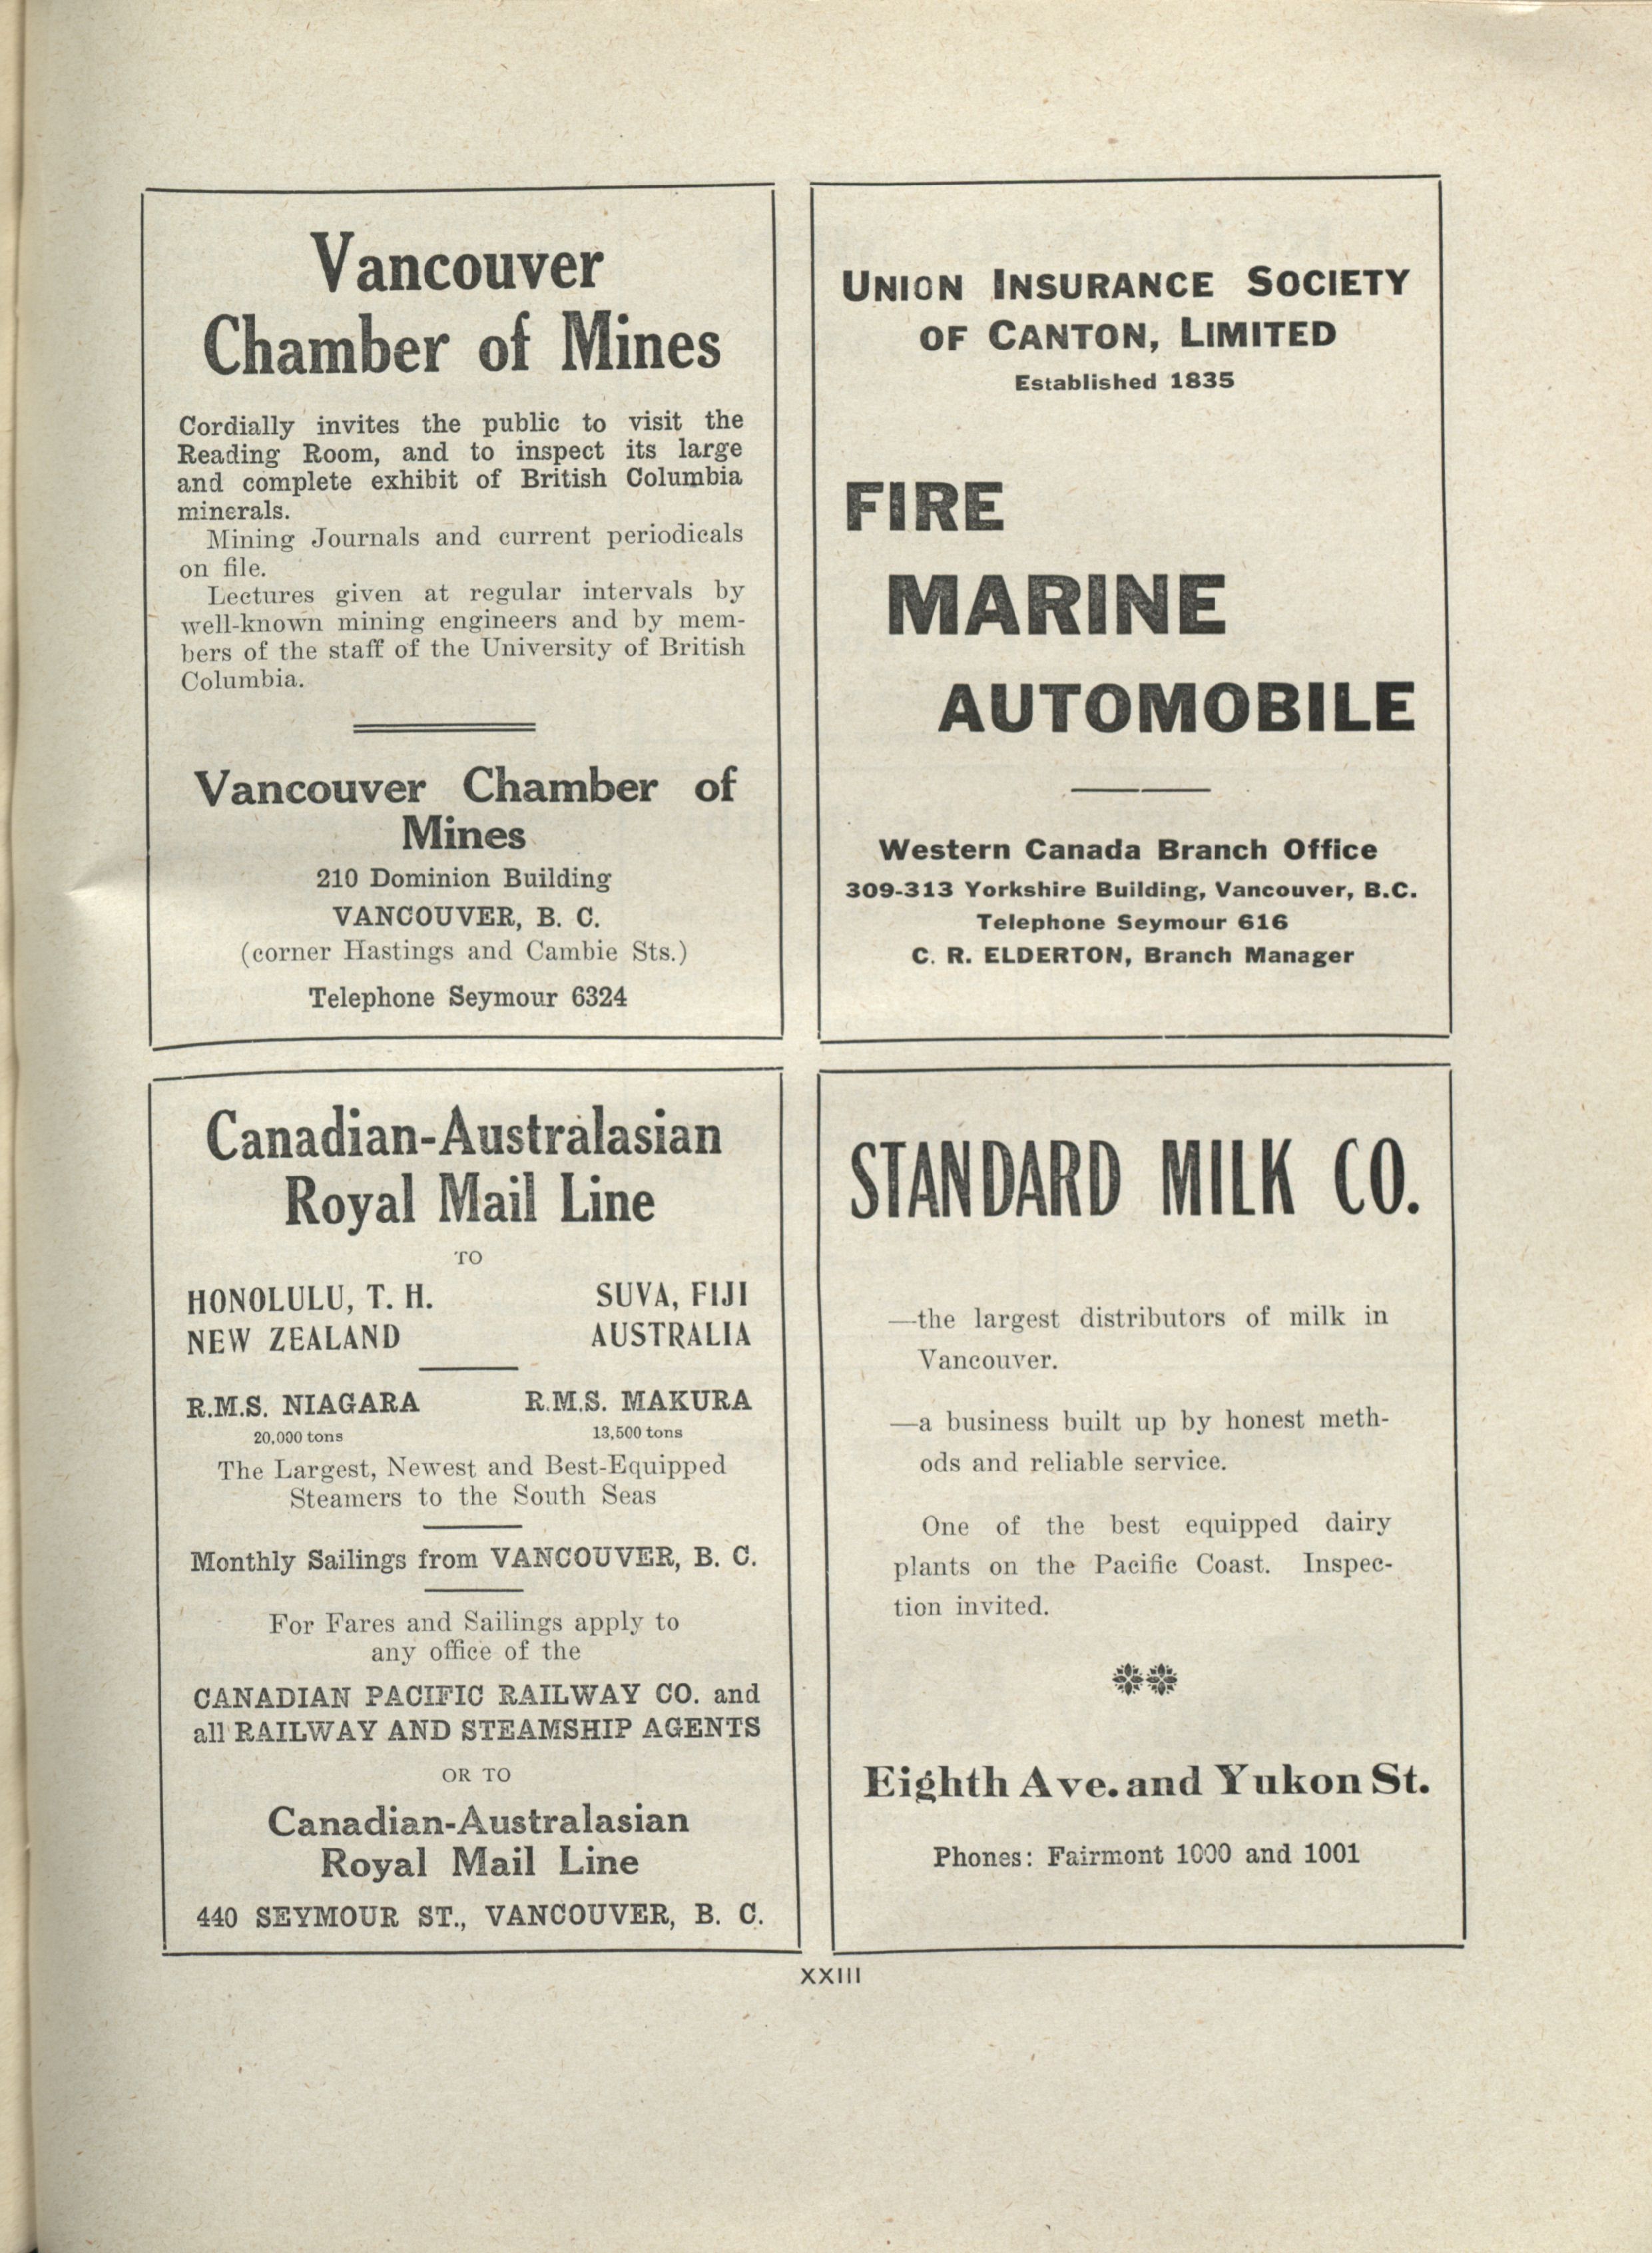 Vancouver
Chamber of Mines
Cordially invites the public to visit the
Reading Room, and to inspect its large
and complete exhibit of British Columbia
minerals.
Mining Journals and current periodicals
on file.
Lectures given at regular intervals by
well-known mining engineers and by mem-
bers of the staff of the University of British
Columbia.
Vancouver Chamber of
Mines
210 Dominion Building
VANCOUVER, B. C.
(corner Hastings and Cambie Sts.)
Telephone Seymour 6324
UNION INSURANCE SOCIETY
OF CANTON, LIMITED
Established 1835
FIRE
MARINE
AUTOMOBILE
Western Canada Branch Office
309-313 Yorkshire Building, Vancouver, B.C.
Telephone Seymour 616
C. R. ELDERTON, Branch Manager
Canadian-Australasian
Royal Mail Line
TO
HONOLULU, T. H. SUVA, FIJI
NEW ZEALAND AUSTRALIA
R.M.S. NIAGARA R.M.S. MAKURA
20,000 tons 13,500 tons
The Largest, Newest and Best-Equipped
Steamers to the South Seas
Monthly Sailings from VANCOUVER, B. C.
For Fares and Sailings apply to
any office of the
CANADIAN PACIFIC RAILWAY CO. and
all RAILWAY AND STEAMSHIP AGENTS
OR TO
Canadian-Australasian
Royal Mail Line
440 SEYMOUR ST., VANCOUVER, B. C.
STANDARD MILK CO.
—the largest distributors of milk in
Vancouver.
—a business built up by honest meth-
ods and reliable service.
One of the best equipped dairy
plants on the Pacific Coast. Inspec-
tion invited.
Eighth Ave. and Yukon St.
Phones: Fairmont 1000 and 1001
XXIII